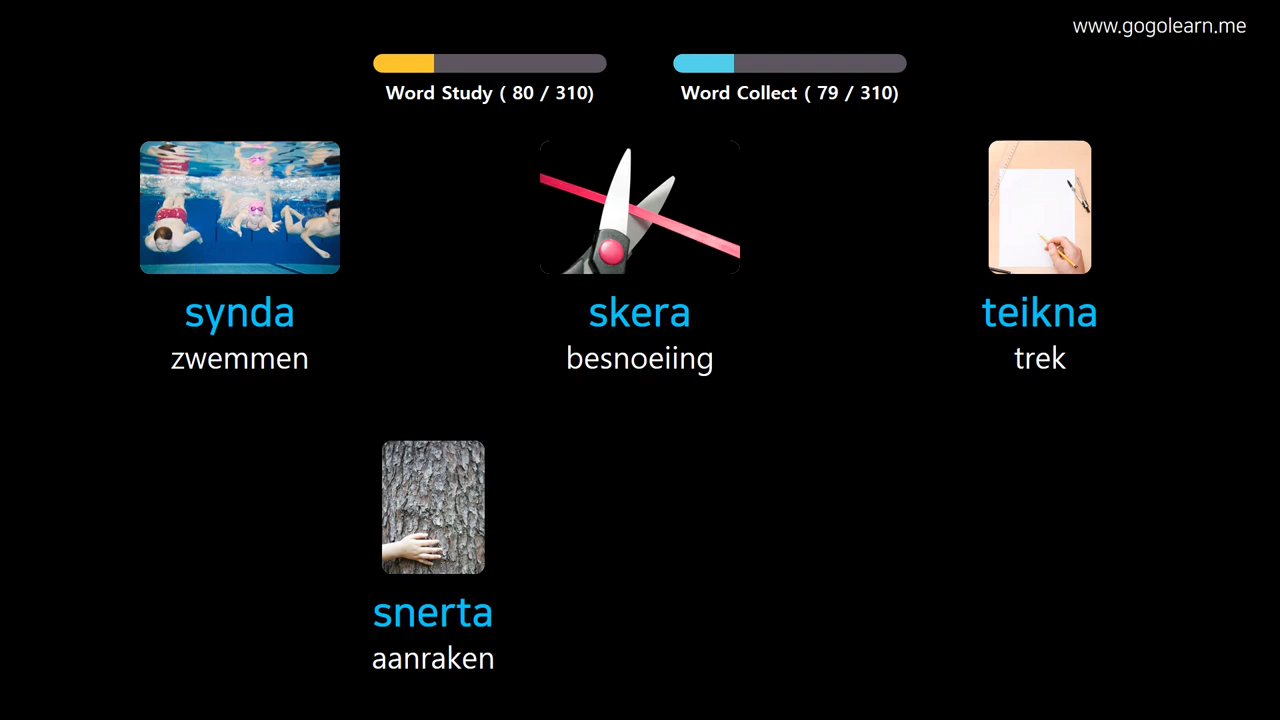 www.gogolearn.me
Word Study ( 80 / 310)
Word Collect ( 79 / 310)
synda
zwemmen
skera
besnoeiing
teikna
trek
snerta
aanraken